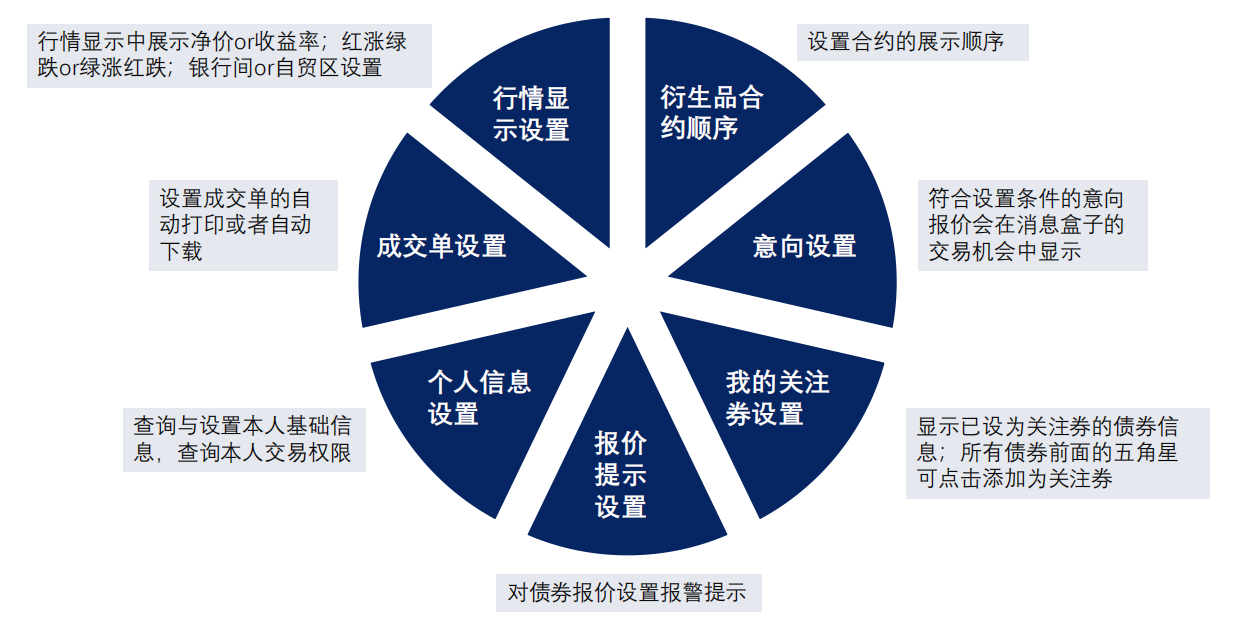 行情显示中展示净价or收益率；红涨绿
跌or绿涨红跌；银行间or自贸区设置
行情显
示设置
衍生品合
约顺序
设置合约的展示顺序
设置成交单的自
动打印或者自动
下载
成交单设置
意向设置
符合设置条件的意向
报价会在消息盒子的
交易机会中显示
查询与设置本人基础信
息，查询本人交易权限
个人信息
设置
报价
提示
设置
我的关注
券设置
显示已设为关注券的债券信
息；所有债券前面的五角星
可点击添加为关注券
对债券报价设置报警提示